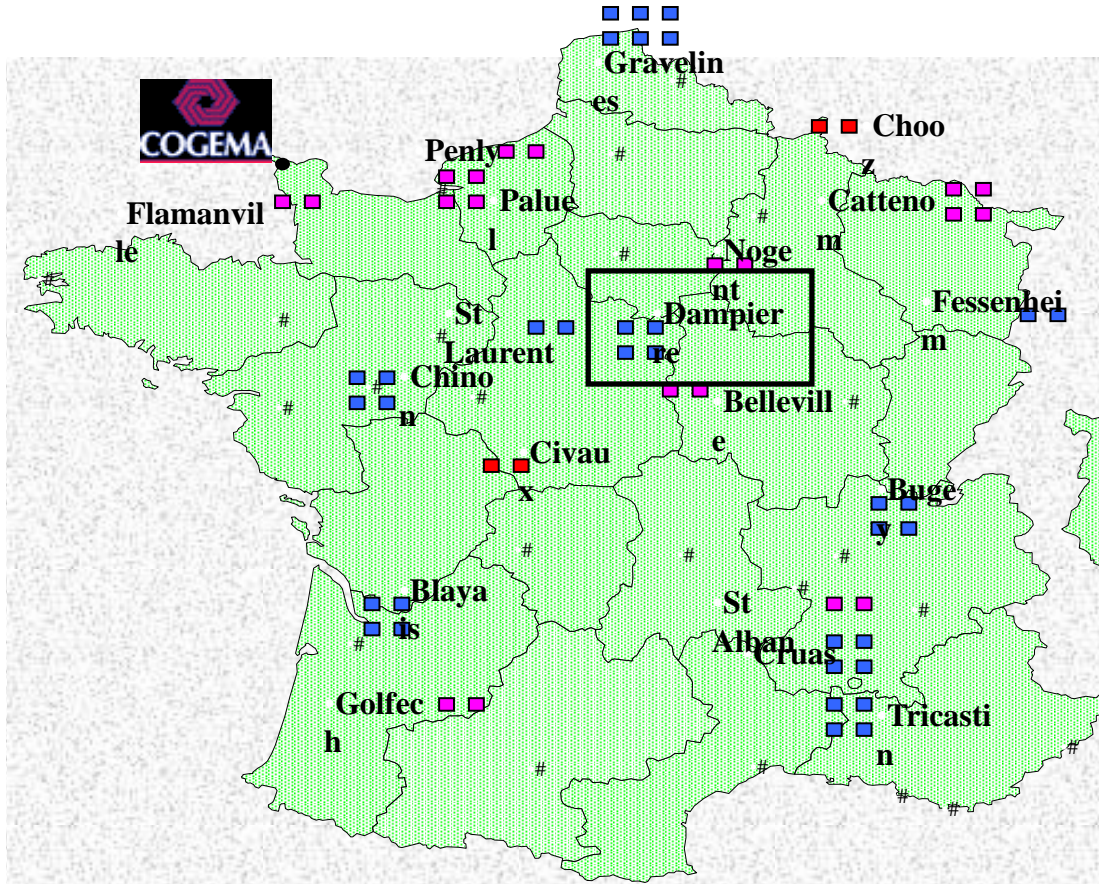 Gravelin
es
COGEMA
Choo
z
Penly
Flamanvil
le
Palue
l
Catteno
m
Noge
nt
Fessenhei
m
St
Laurent
Dampier
re
Chino
n
Bellevill
e
Civau
x
Buge
y
Blaya
is
St
Alban
Cruas
Golfec
h
Tricasti
n